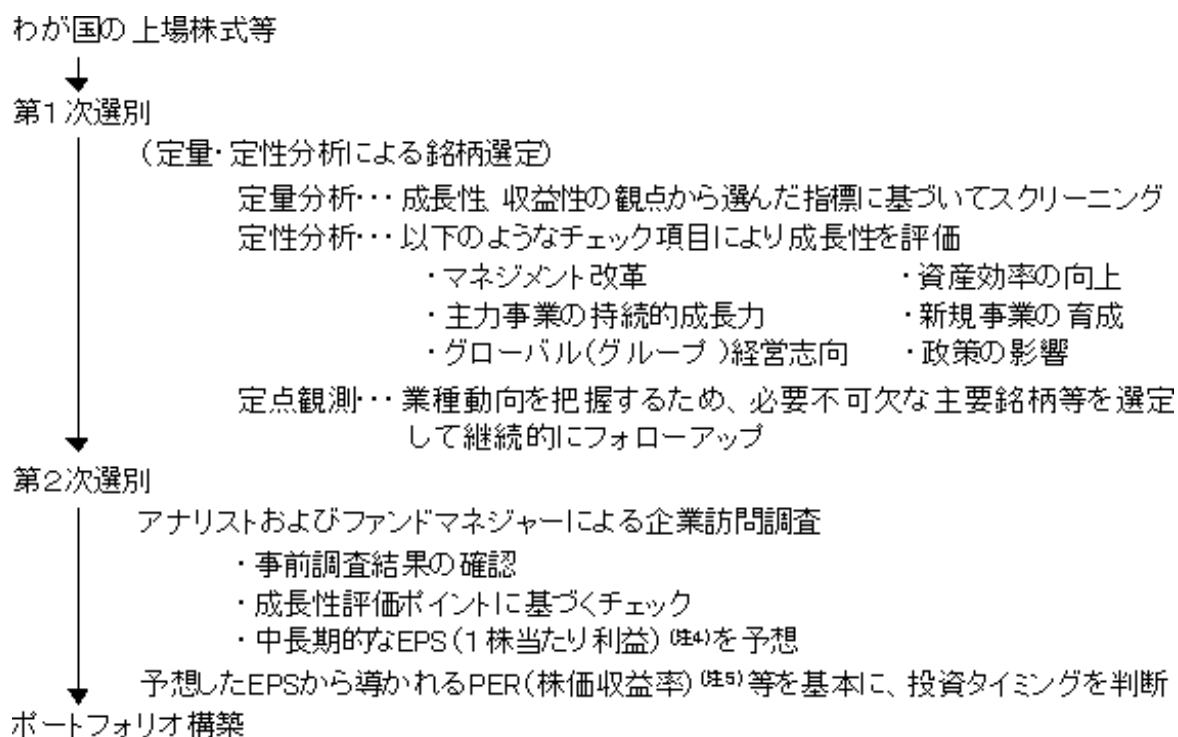 わが国の上場株式等
第1次選別
(定量・定性分析による銘柄選定)
定量分析・・・成長性、収益性の観点から選んだ指標に基づいてスクリーニング
定性分析・・・以下のようなチェック項目により成長性を評価
・マネジメント改革 ・資産効率の向上
・主力事業の持続的成長力 ・新規事業の育成
・グローバル(グループ)経営志向 ・政策の影響
定点観測・・・業種動向を把握するため、必要不可欠な主要銘柄等を選定
して継続的にフォローアップ
第2次選別
アナリストおよびファンドマネジャーによる企業訪問調査
・事前調査結果の確認
・成長性評価ポイントに基づくチェック
・中長期的なEPS(1株当たり利益)(注4)を予想
予想したEPSから導かれるPER(株価収益率)(注5)等を基本に、投資タイミングを判断
ポートフォリオ構築